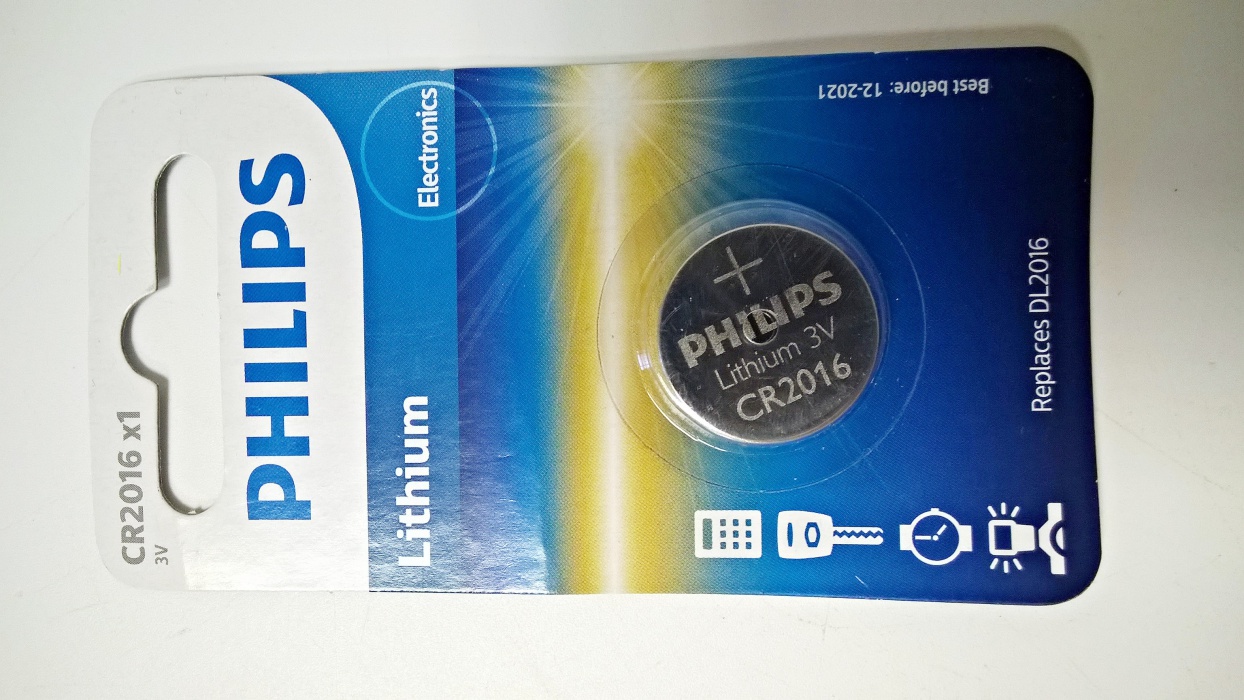 CR2016 x1
3V
PHILIPS
Lithium
Electronics
+
PHILIPS
Lithium 3V
CR2016
Replaces DL2016
Best before: 12-2021